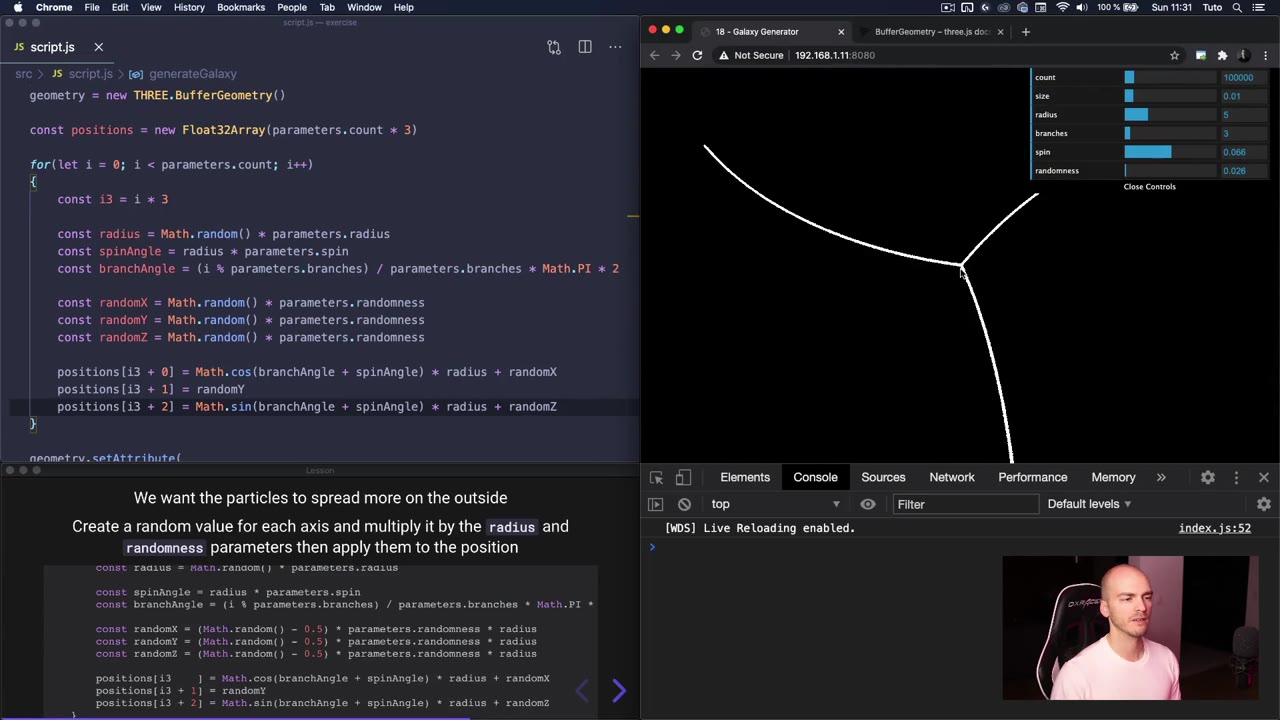 Chrome File Edit View History Bookmarks People Tab Window Help
100 % Sun 11:31 Tuto
script.js — exercise
JS script.js ×
src > JS script.js > generateGalaxy
geometry = new THREE.BufferGeometry()
const positions = new Float32Array(parameters.count * 3)
for(let i = 0; i < parameters.count; i++)
{
const i3 = i * 3
const radius = Math.random() * parameters.radius
const spinAngle = radius * parameters.spin
const branchAngle = (i % parameters.branches) / parameters.branches * Math.PI * 2
const randomX = Math.random() * parameters.randomness
const randomY = Math.random() * parameters.randomness
const randomZ = Math.random() * parameters.randomness
positions[i3 + 0] = Math.cos(branchAngle + spinAngle) * radius + randomX
positions[i3 + 1] = randomY
positions[i3 + 2] = Math.sin(branchAngle + spinAngle) * radius + randomZ
}
geometry.setAttribute(
Lesson
We want the particles to spread more on the outside
Create a random value for each axis and multiply it by the radius and
randomness parameters then apply them to the position
const radius = Math.random() * parameters.radius
const spinAngle = radius * parameters.spin
const branchAngle = (i % parameters.branches) / parameters.branches * Math.PI *
const randomX = (Math.random() - 0.5) * parameters.randomness * radius
const randomY = (Math.random() - 0.5) * parameters.randomness * radius
const randomZ = (Math.random() - 0.5) * parameters.randomness * radius
positions[i3    ] = Math.cos(branchAngle + spinAngle) * radius + randomX
positions[i3 + 1] = randomY
positions[i3 + 2] = Math.sin(branchAngle + spinAngle) * radius + randomZ
}
18 - Galaxy Generator
BufferGeometry – three.js docs
Not Secure 192.168.1.11:8080
count 100000
size 0.01
radius 5
branches 3
spin 0.066
randomness 0.026
Close Controls
Elements Console Sources Network Performance Memory »
top Filter Default levels
[WDS] Live Reloading enabled. index.js:52
DXRACER